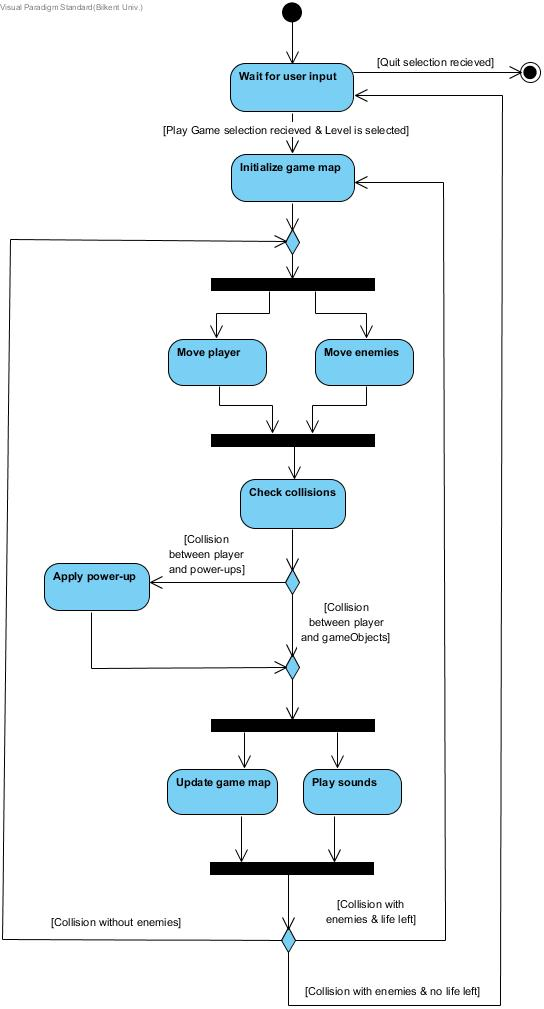 Visual Paradigm Standard(Bilkent Univ.)
[Quit selection recieved]
Wait for user input
[Play Game selection recieved & Level is selected]
Initialize game map
Move player
Move enemies
Check collisions
[Collision
between player
and power-ups]
Apply power-up
[Collision
between player
and gameObjects]
Update game map
Play sounds
[Collision with
enemies & life left]
[Collision without enemies]
[Collision with enemies & no life left]